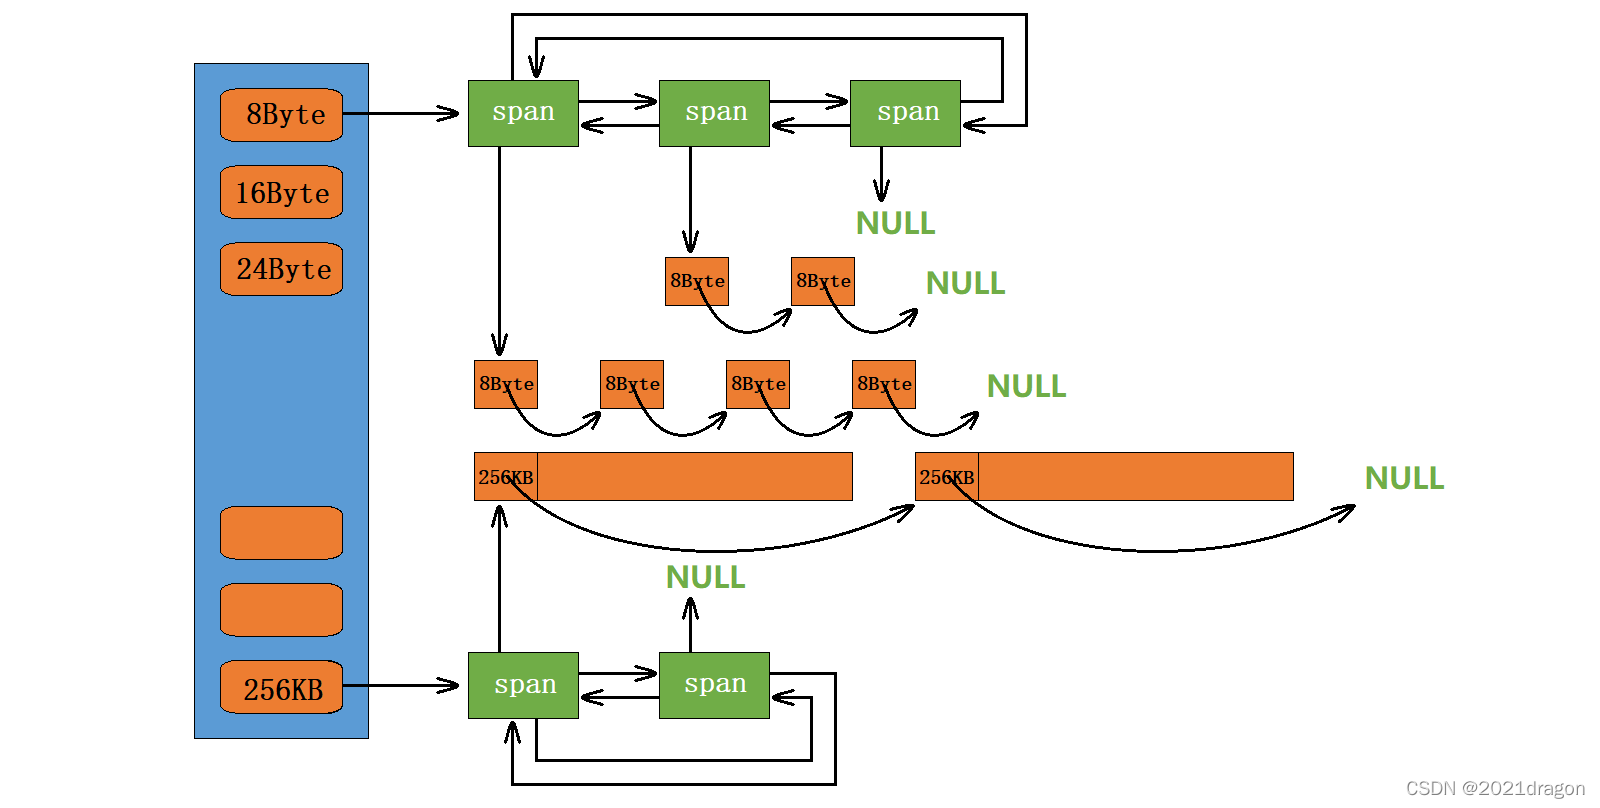 8Byte
span
span
span
16Byte
NULL
24Byte
8Byte
8Byte
NULL
8Byte
8Byte
8Byte
8Byte
NULL
256KB
256KB
NULL
NULL
256KB
span
span
CSDN @2021dragon